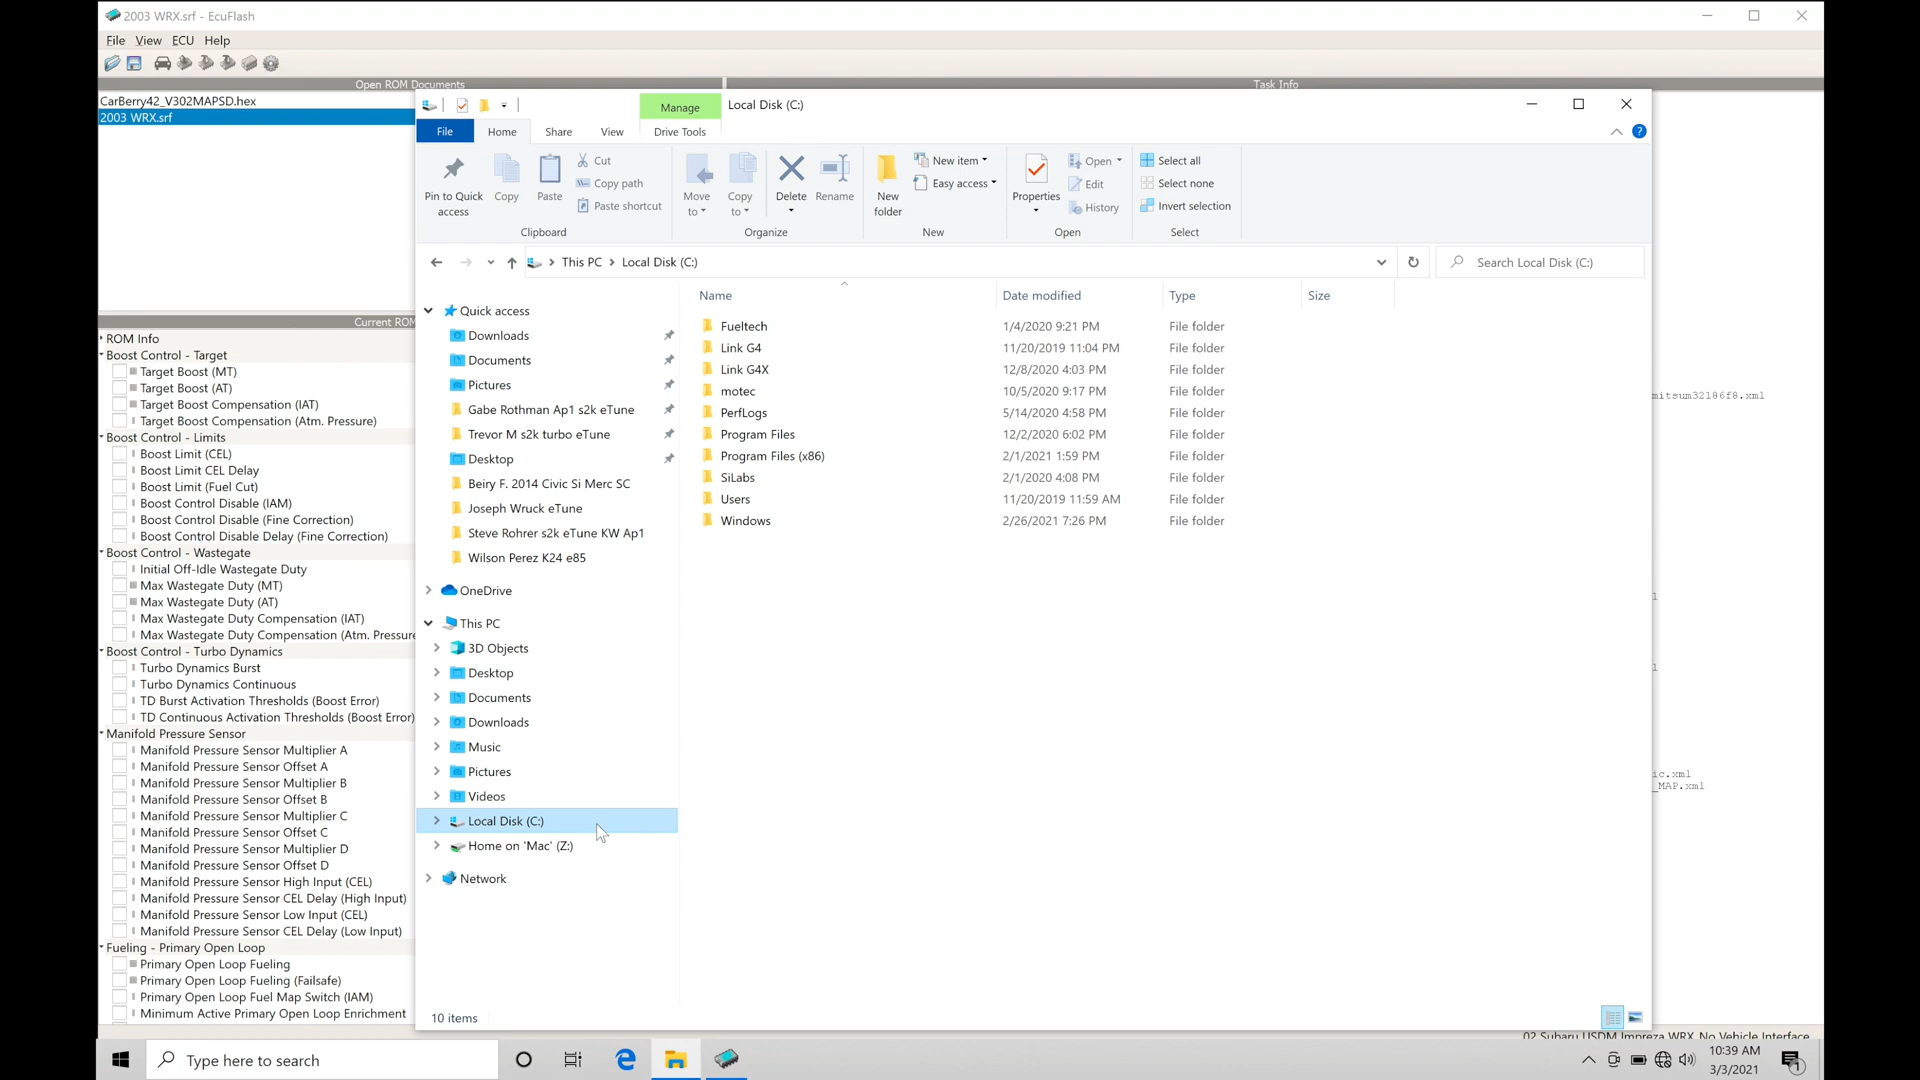 2003 WRX.srf - EcuFlash
File View ECU Help
Open ROM Documents
Task Info
CarBerry42_V302MAPSD.hex
2003 WRX.srf
Current ROM
ROM Info
Boost Control - Target
Target Boost (MT)
Target Boost (AT)
Target Boost Compensation (IAT)
Target Boost Compensation (Atm. Pressure)
Boost Control - Limits
Boost Limit (CEL)
Boost Limit CEL Delay
Boost Limit (Fuel Cut)
Boost Control Disable (IAM)
Boost Control Disable (Fine Correction)
Boost Control Disable Delay (Fine Correction)
Boost Control - Wastegate
Initial Off-Idle Wastegate Duty
Max Wastegate Duty (MT)
Max Wastegate Duty (AT)
Max Wastegate Duty Compensation (IAT)
Max Wastegate Duty Compensation (Atm. Pressure
Boost Control - Turbo Dynamics
Turbo Dynamics Burst
Turbo Dynamics Continuous
TD Burst Activation Thresholds (Boost Error)
TD Continuous Activation Thresholds (Boost Error)
Manifold Pressure Sensor
Manifold Pressure Sensor Multiplier A
Manifold Pressure Sensor Offset A
Manifold Pressure Sensor Multiplier B
Manifold Pressure Sensor Offset B
Manifold Pressure Sensor Multiplier C
Manifold Pressure Sensor Offset C
Manifold Pressure Sensor Multiplier D
Manifold Pressure Sensor Offset D
Manifold Pressure Sensor High Input (CEL)
Manifold Pressure Sensor CEL Delay (High Input)
Manifold Pressure Sensor Low Input (CEL)
Manifold Pressure Sensor CEL Delay (Low Input)
Fueling - Primary Open Loop
Primary Open Loop Fueling
Primary Open Loop Fueling (Failsafe)
Primary Open Loop Fuel Map Switch (IAM)
Minimum Active Primary Open Loop Enrichment
Manage
Local Disk (C:)
File Home Share View Drive Tools
Pin to Quick access
Copy
Paste
Cut
Copy path
Paste shortcut
Clipboard
Move to
Copy to
Delete
Rename
Organize
New folder
New item
Easy access
New
Properties
Open
Edit
History
Open
Select all
Select none
Invert selection
Select
This PC Local Disk (C:)
Search Local Disk (C:)
Quick access
Downloads
Documents
Pictures
Gabe Rothman Ap1 s2k eTune
Trevor M s2k turbo eTune
Desktop
Beiry F. 2014 Civic Si Merc SC
Joseph Wruck eTune
Steve Rohrer s2k eTune KW Ap1
Wilson Perez K24 e85
OneDrive
This PC
3D Objects
Desktop
Documents
Downloads
Music
Pictures
Videos
Local Disk (C:)
Home on 'Mac' (Z:)
Network
Name Date modified Type Size
Fueltech 1/4/2020 9:21 PM File folder
Link G4 11/20/2019 11:04 PM File folder
Link G4X 12/8/2020 4:03 PM File folder
motec 10/5/2020 9:17 PM File folder
PerfLogs 5/14/2020 4:58 PM File folder
Program Files 12/2/2020 6:02 PM File folder
Program Files (x86) 2/1/2021 1:59 PM File folder
SiLabs 2/1/2020 4:08 PM File folder
Users 11/20/2019 11:59 AM File folder
Windows 2/26/2021 7:26 PM File folder
10 items
mitsum32186f8.xml
l
l
ic.xml
_MAP.xml
02 Subaru USDM Impreza WRX No Vehicle Interface
Type here to search
10:39 AM
3/3/2021
1